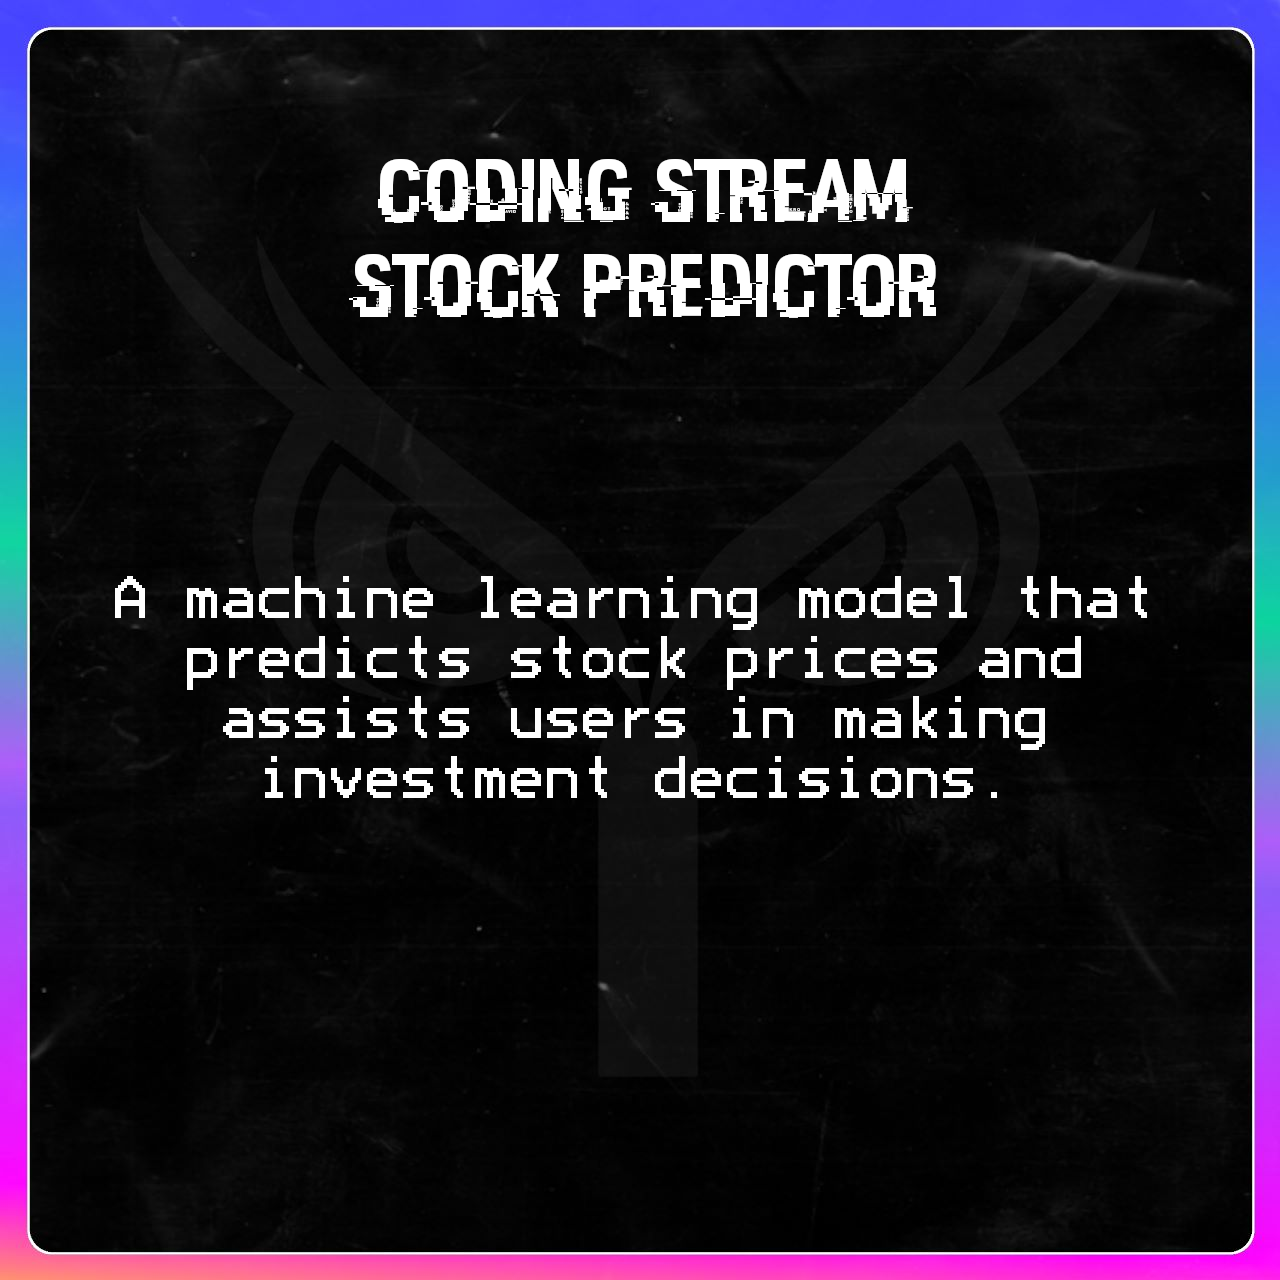 CODING STREAM
STOCK PREDICTOR
A machine learning model that
predicts stock prices and
assists users in making
investment decisions.